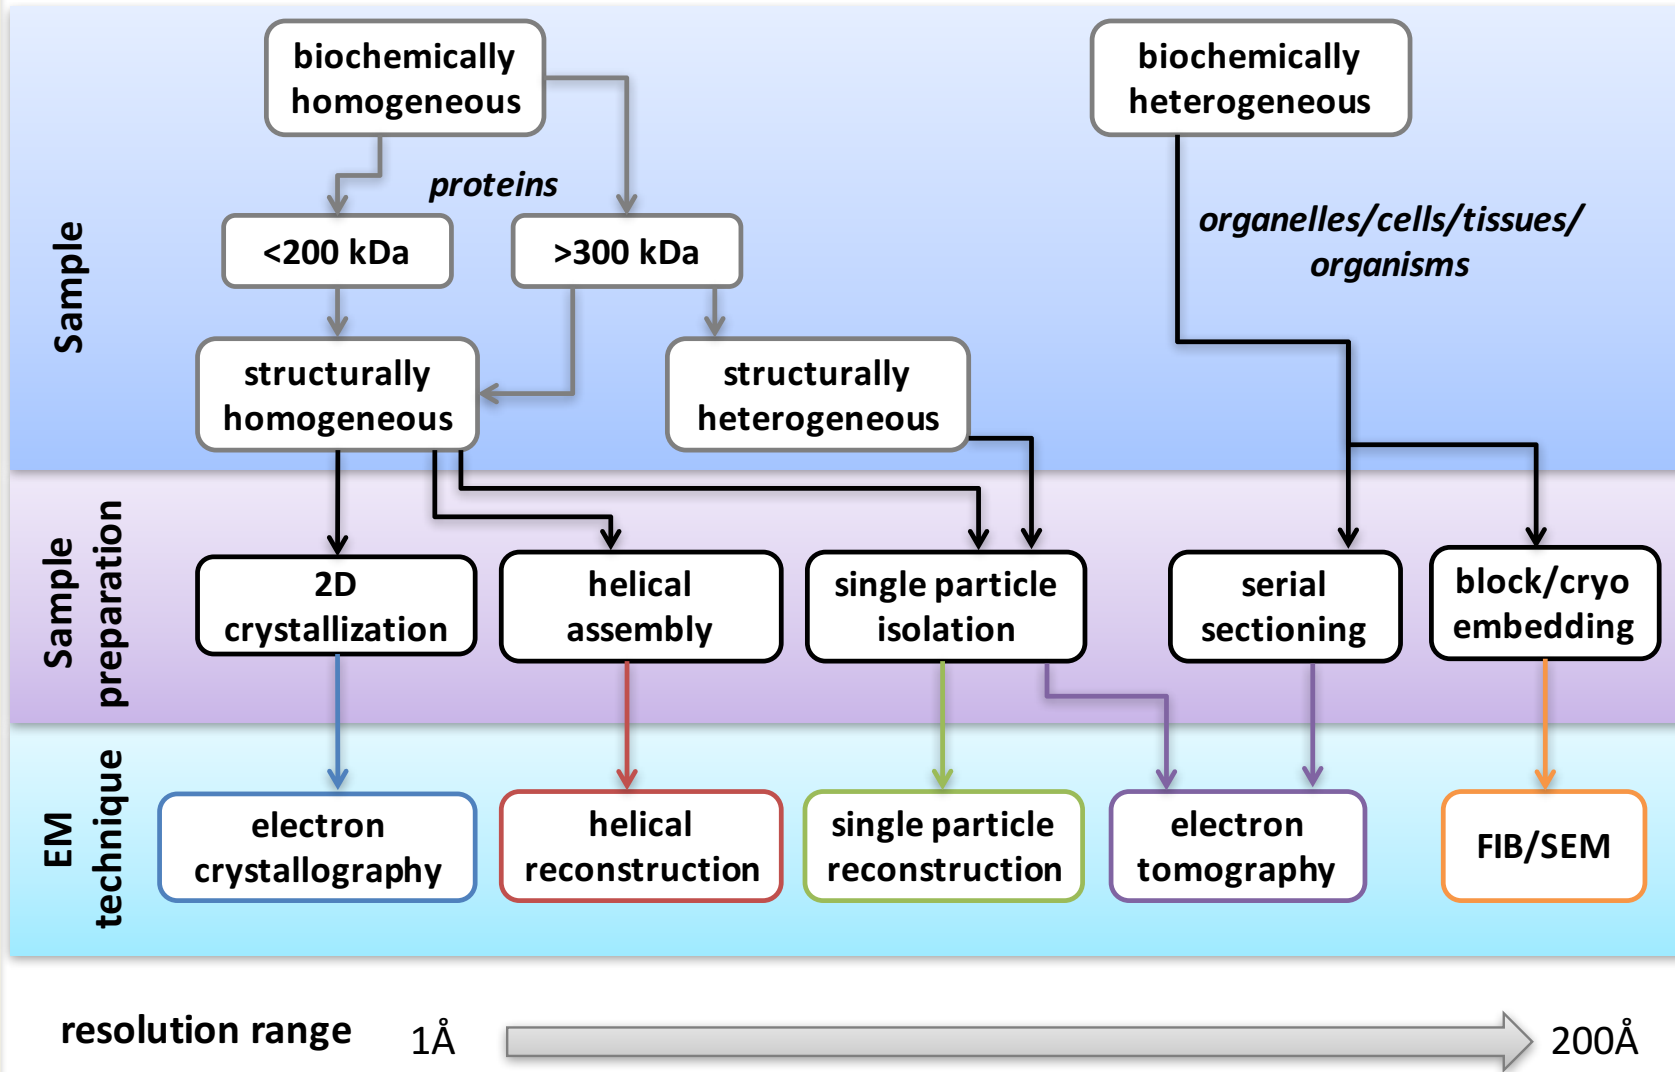 biochemically
homogeneous
biochemically
heterogeneous
proteins
organelles/cells/tissues/
organisms
<200 kDa
>300 kDa
Sample
structurally
homogeneous
structurally
heterogeneous
Sample
preparation
2D
crystallization
helical
assembly
single particle
isolation
serial
sectioning
block/cryo
embedding
EM
technique
electron
crystallography
helical
reconstruction
single particle
reconstruction
electron
tomography
FIB/SEM
resolution range
1Å
200Å